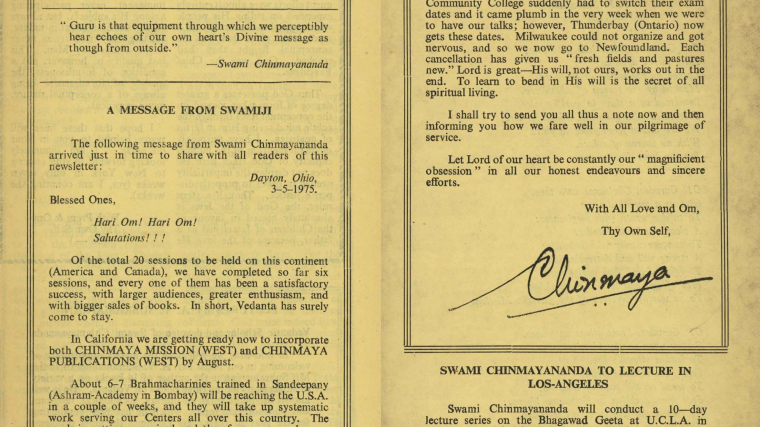 " Guru is that equipment through which we perceptibly
hear echoes of our own heart's Divine message as
though from outside."
—Swami Chinmayananda
A MESSAGE FROM SWAMIJI
The following message from Swami Chinmayananda
arrived just in time to share with all readers of this
newsletter:
Dayton, Ohio,
3–5–1975.
Blessed Ones,
Hari Om! Hari Om!
Salutations! ! !
Of the total 20 sessions to be held on this continent
(America and Canada), we have completed so far six
sessions, and every one of them has been a satisfactory
success, with larger audiences, greater enthusiasm, and
with bigger sales of books. In short, Vedanta has surely
come to stay.
In California we are getting ready now to incorporate
both CHINMAYA MISSION (WEST) and CHINMAYA
PUBLICATIONS (WEST) by August.
About 6–7 Brahmacharinies trained in Sandeepany
(Ashram-Academy in Bombay) will be reaching the U.S.A.
in a couple of weeks, and they will take up systematic
work serving our Centers all over this country. The
Community College suddenly had to switch their exam
dates and it came plumb in the very week when we were
to have our talks; however, Thunderbay (Ontario) now
gets these dates. Milwaukee could not organize and got
nervous, and so we now go to Newfoundland. Each
cancellation has given us " fresh fields and pastures
new." Lord is great—His will, not ours, works out in the
end. To learn to bend in His will is the secret of all
spiritual living.
I shall try to send you all thus a note now and then
informing you how we fare well in our pilgrimage of
service.
Let Lord of our heart be constantly our " magnificient
obsession " in all our honest endeavours and sincere
efforts.
With All Love and Om,
Thy Own Self,
Chinmaya
SWAMI CHINMAYANANDA TO LECTURE IN
LOS-ANGELES
Swami Chinmayananda will conduct a 10—day
lecture series on the Bhagawad Geeta at U.C.L.A. in